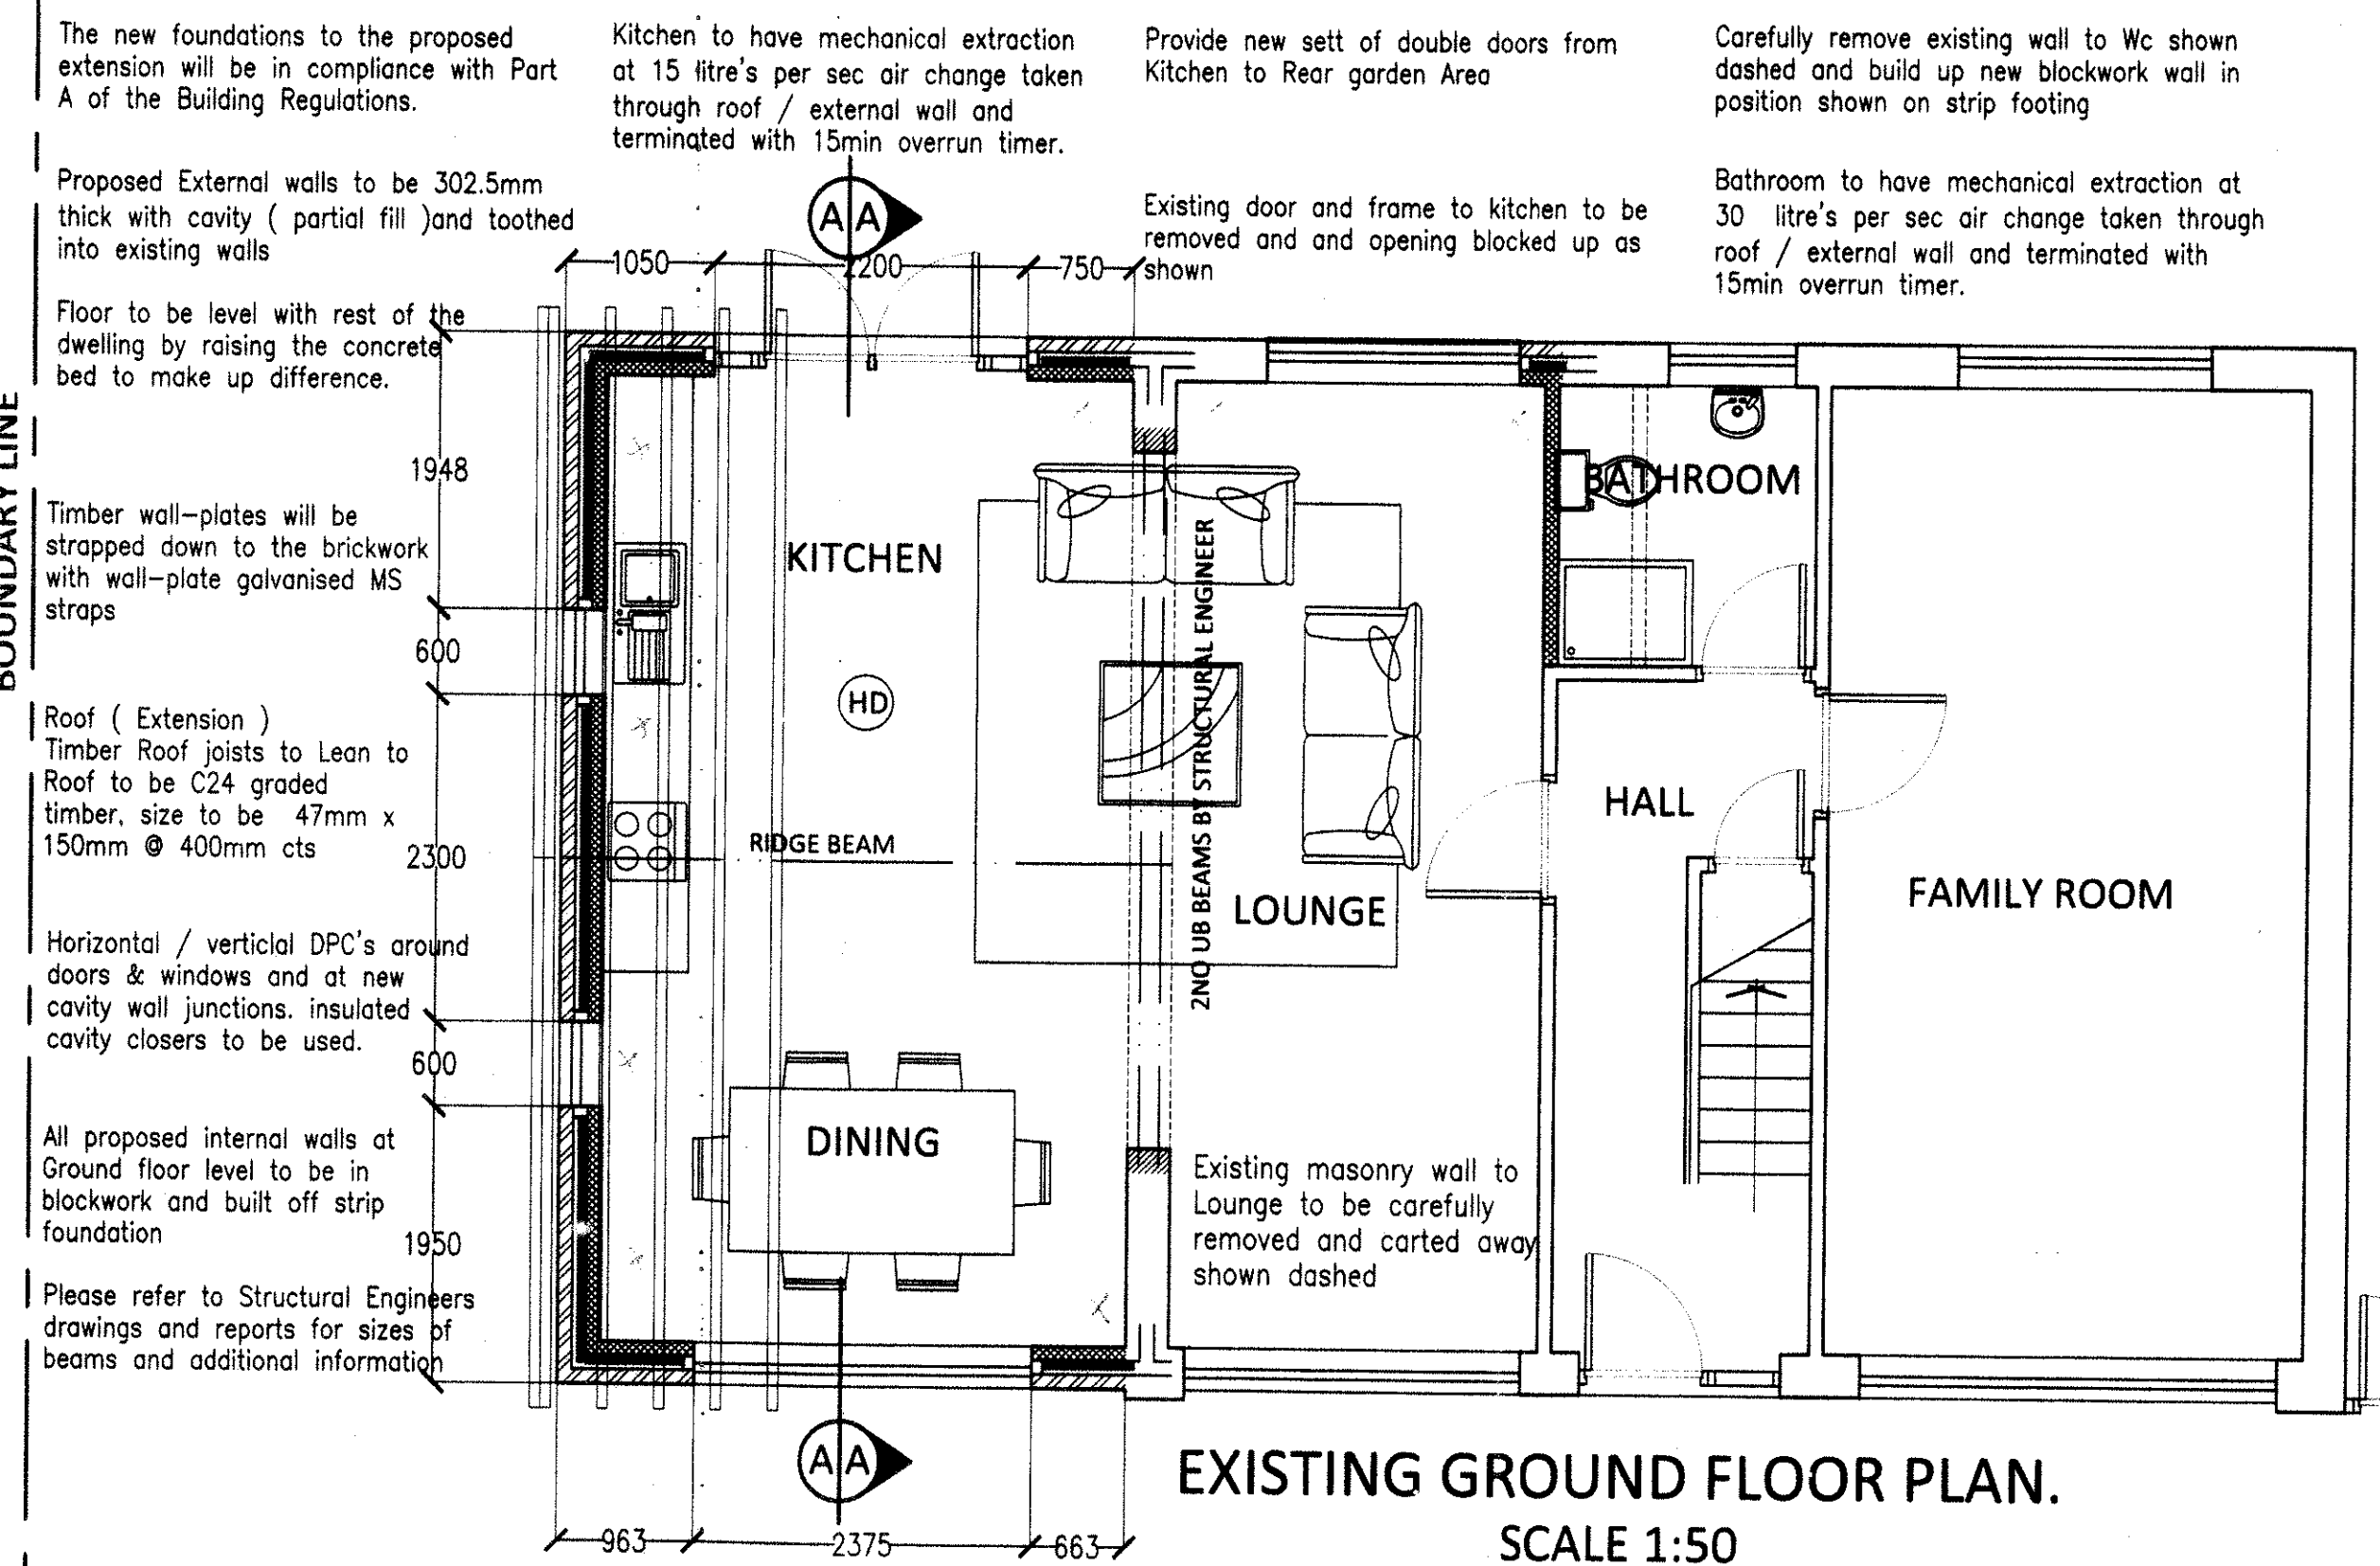 The new foundations to the proposed
extension will be in compliance with Part
A of the Building Regulations.
Proposed External walls to be 302.5mm
thick with cavity ( partial fill )and toothed
into existing walls
Floor to be level with rest of the
dwelling by raising the concrete
bed to make up difference.
Timber wall-plates will be
strapped down to the brickwork
with wall-plate galvanised MS
straps
Roof ( Extension )
Timber Roof joists to Lean to
Roof to be C24 graded
timber, size to be 47mm x
150mm @ 400mm cts
Horizontal / verticlal DPC's around
doors & windows and at new
cavity wall junctions. insulated
cavity closers to be used.
All proposed internal walls at
Ground floor level to be in
blockwork and built off strip
foundation
Please refer to Structural Engineers
drawings and reports for sizes of
beams and additional information
BOUNDARY LINE
Kitchen to have mechanical extraction
at 15 litre's per sec air change taken
through roof / external wall and
terminated with 15min overrun timer.
Provide new sett of double doors from
Kitchen to Rear garden Area
Existing door and frame to kitchen to be
removed and and opening blocked up as
shown
Carefully remove existing wall to Wc shown
dashed and build up new blockwork wall in
position shown on strip footing
Bathroom to have mechanical extraction at
30 litre's per sec air change taken through
roof / external wall and terminated with
15min overrun timer.
A A
1050
2200
750
1948
600
2300
600
1950
KITCHEN
HD
RIDGE BEAM
2NO UB BEAMS BY STRUCTURAL ENGINEER
LOUNGE
BATHROOM
HALL
FAMILY ROOM
DINING
Existing masonry wall to
Lounge to be carefully
removed and carted away
shown dashed
A A
963
2375
663
EXISTING GROUND FLOOR PLAN.
SCALE 1:50